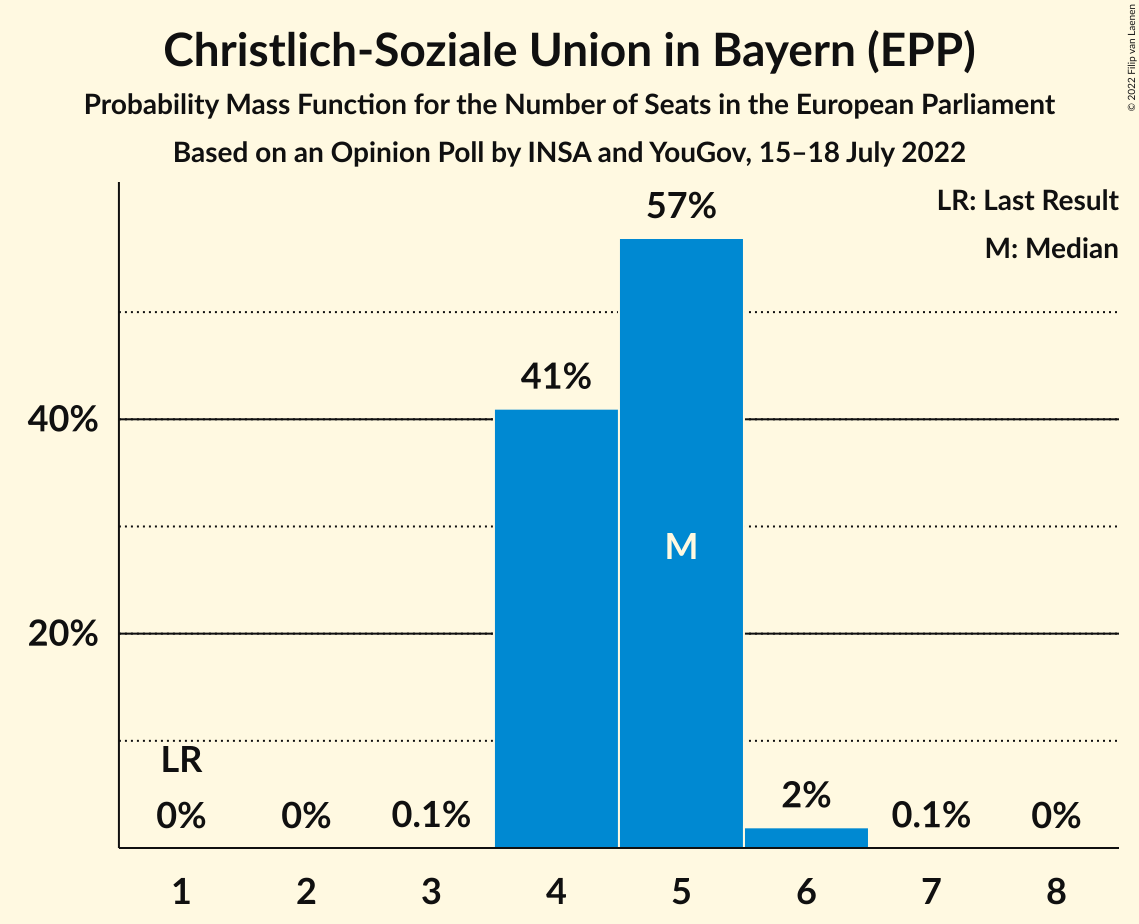 Christlich-Soziale Union in Bayern (EPP)
Probability Mass Function for the Number of Seats in the European Parliament
Based on an Opinion Poll by INSA and YouGov, 15–18 July 2022
© 2022 Filip van Laenen
LR: Last Result
M: Median
57%
41%
40%
M
20%
LR
0% 0% 0.1% 2% 0.1% 0%
1 2 3 4 5 6 7 8